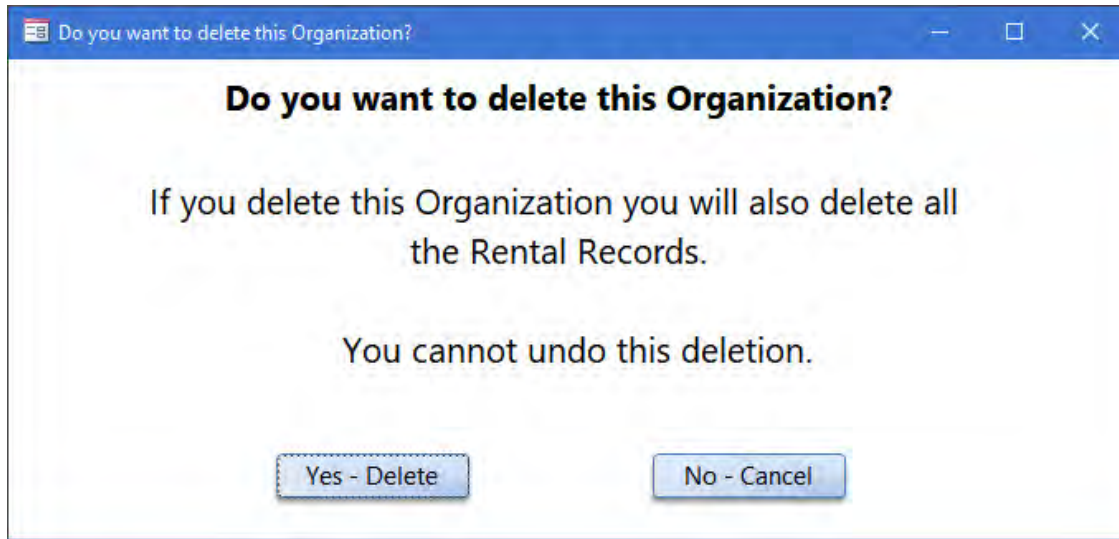 Do you want to delete this Organization?
Do you want to delete this Organization?
If you delete this Organization you will also delete all
the Rental Records.
You cannot undo this deletion.
Yes - Delete
No - Cancel